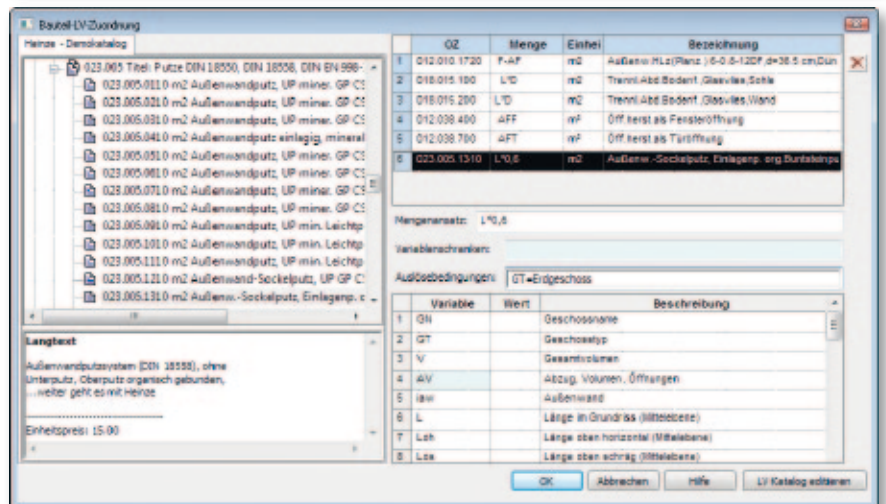 Bauteil-LV-Zuordnung
Heinze - Demokatalog
023.005 Titel: Putze DIN 18550, DIN 18558, DIN EN 998-
023.005.0110 m2 Außenwandputz, UP miner. GP CS
023.005.0210 m2 Außenwandputz, UP miner. GP CS
023.005.0310 m2 Außenwandputz, UP miner. GP CS
023.005.0410 m2 Außenwandputz einlagig, mineral
023.005.0510 m2 Außenwandputz, UP miner. GP CS
023.005.0610 m2 Außenwandputz, UP miner. GP CS
023.005.0710 m2 Außenwandputz, UP miner. GP CS
023.005.0810 m2 Außenwandputz, UP miner. GP CS
023.005.0910 m2 Außenwandputz, UP min. Leichtp
023.005.1010 m2 Außenwandputz, UP min. Leichtp
023.005.1110 m2 Außenwandputz, UP min. Leichtp
023.005.1210 m2 Außenwand-Sockelputz, UP GP CS
023.005.1310 m2 Außenw.-Sockelputz, Einlagenp. c
Langtext
Außenwandputzsystem (DIN 18558), ohne
Unterputz, Oberputz organisch gebunden,
...weiter geht es mit Heinze
Einheitspreis: 15.00
OZ Menge Einhei Bezeichnung
1 012.010.1720 F-AF m2 Außenw.HLz(Planz.) 6-0.8-12DF,d=36.5 cm,Dün
2 018.015.100 L*D m2 Trennl.Abd.Bodenf.,Glasvlies,Sohle
3 018.015.200 L*D m2 Trennl.Abd.Bodenf.,Glasvlies,Wand
4 012.038.400 AFF m² Öff.herst.als Fensteröffnung
5 012.038.700 AFT m² Öff.herst.als Türöffnung
6 023.005.1310 L*0,6 m2 Außenw.-Sockelputz, Einlagenp. org.Buntsteinpu
Mengenansatz: L*0,6
Variablenschranken:
Auslösebedingungen: GT=Erdgeschoss
Variable Wert Beschreibung
1 GN Geschossname
2 GT Geschosstyp
3 V Gesamtvolumen
4 AV Abzug, Volumen, Öffnungen
5 iaw Außenwand
6 L Länge im Grundriss (Mittelebene)
7 Loh Länge oben horizontal (Mittelebene)
8 Los Länge oben schräg (Mittelebene)
OK Abbrechen Hilfe LV Katalog editieren